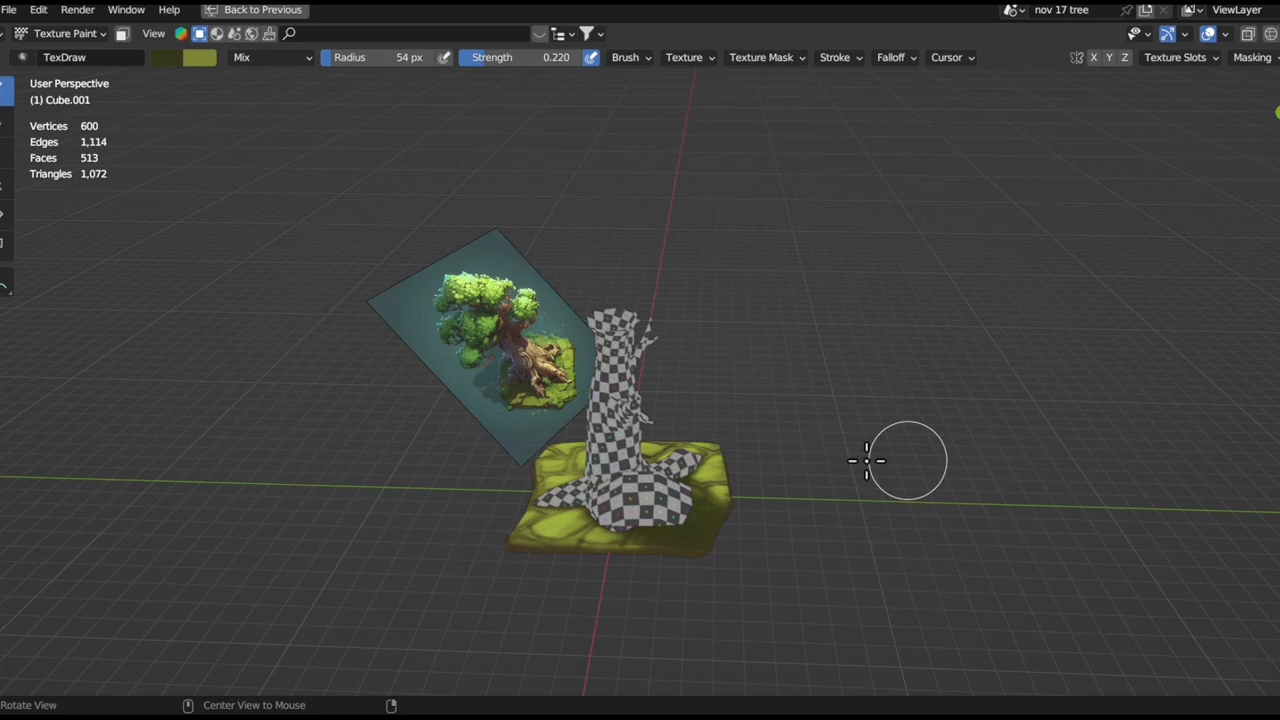 File Edit Render Window Help Back to Previous nov 17 tree ViewLayer
Texture Paint View
TexDraw Mix Radius 54 px Strength 0.220 Brush Texture Texture Mask Stroke Falloff Cursor X Y Z Texture Slots Masking
User Perspective
(1) Cube.001
Vertices 600
Edges 1,114
Faces 513
Triangles 1,072
Rotate View Center View to Mouse